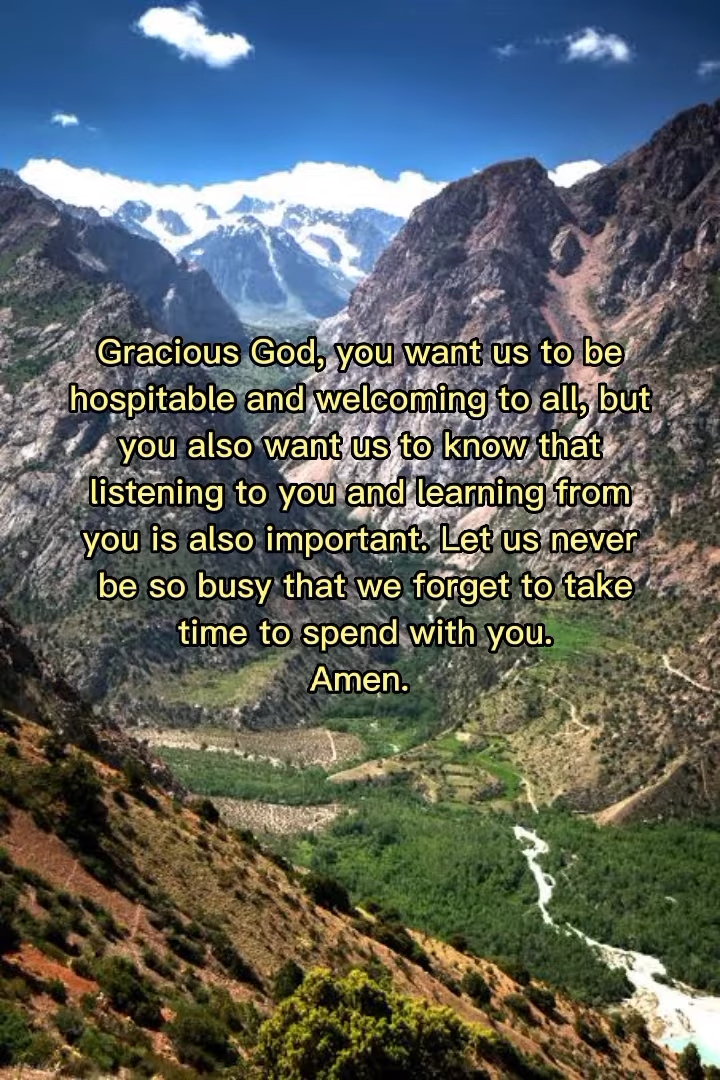 Gracious God, you want us to be
hospitable and welcoming to all, but
you also want us to know that
listening to you and learning from
you is also important. Let us never
be so busy that we forget to take
time to spend with you.
Amen.